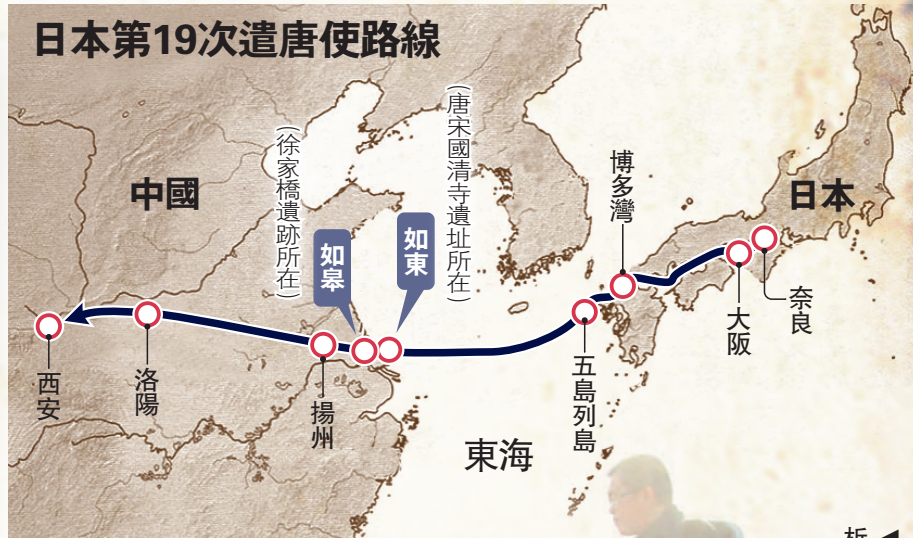 日本第19次遣唐使路線
中國
(徐家橋遺跡所在)
如皋
(唐宋國清寺遺址所在)
如東
博多灣
日本
奈良
大阪
五島列島
東海
揚州
洛陽
西安
析